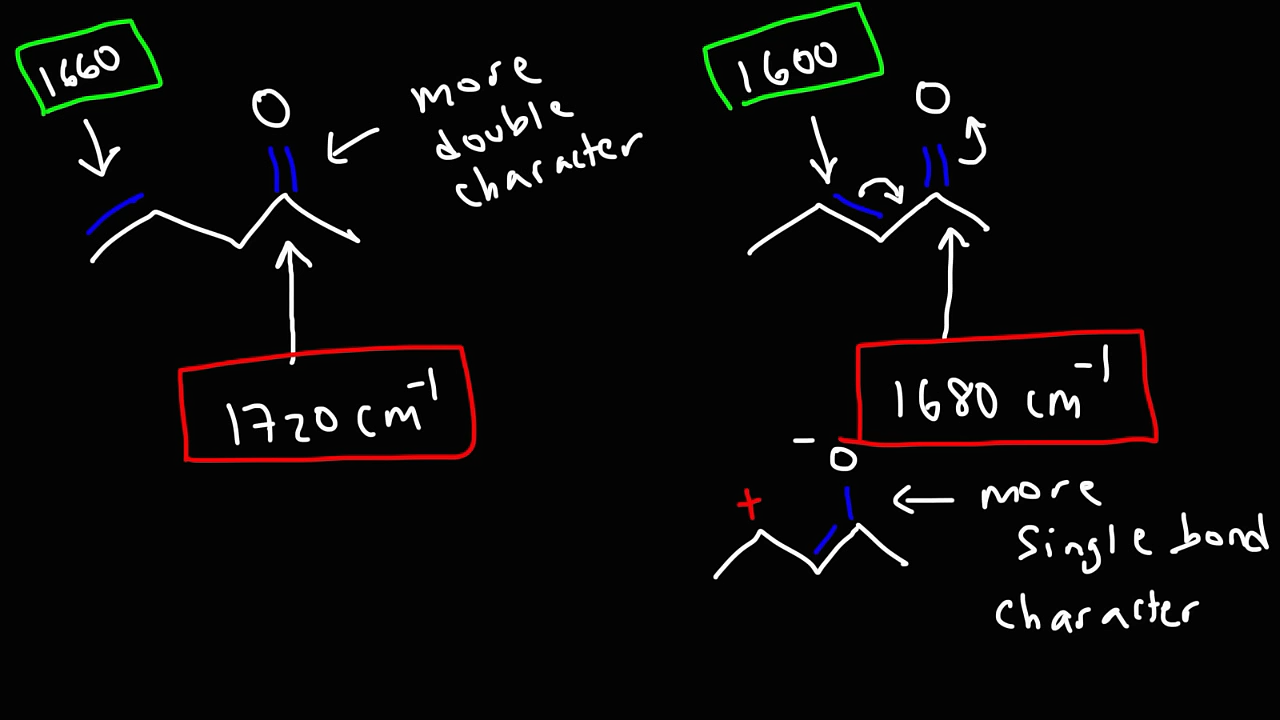 1660
O
more
double
character
1720 cm⁻¹
1600
O
1680 cm⁻¹
−
O
+
more
single bond
character